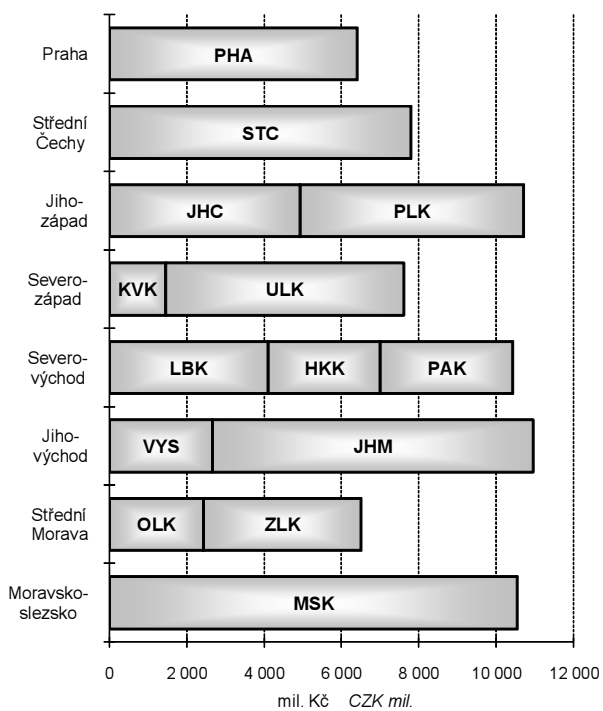 Praha
PHA
Střední
Čechy
STC
Jiho-
západ
JHC
PLK
Severo-
západ
KVK
ULK
Severo-
východ
LBK
HKK
PAK
Jiho-
východ
VYS
JHM
Střední
Morava
OLK
ZLK
Moravsko-
slezsko
MSK
0 2 000 4 000 6 000 8 000 10 000 12 000
mil. Kč CZK mil.